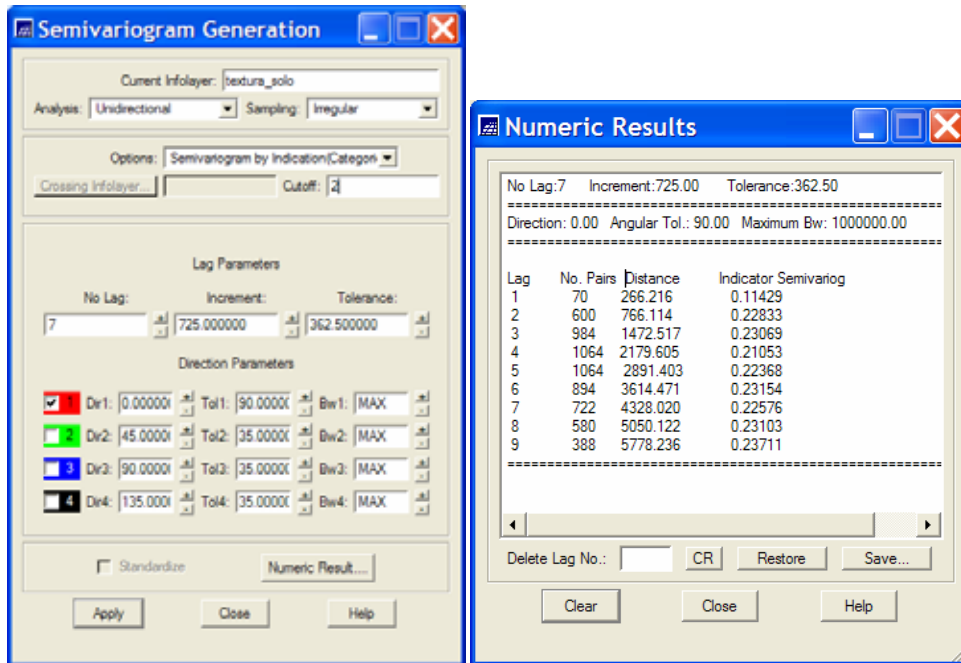 Semivariogram Generation
Current Infolayer: textura_solo
Analysis: Unidirectional Sampling: Irregular
Options: Semivariogram by Indication(Categori
Crossing Infolayer... Cutoff: 2
Lag Parameters
No Lag: Increment: Tolerance:
7 725.000000 362.500000
Direction Parameters
1 Dir1: 0.00000( Tol1: 90.0000( Bw1: MAX
2 Dir2: 45.0000( Tol2: 35.0000( Bw2: MAX
3 Dir3: 90.0000( Tol3: 35.0000( Bw3: MAX
4 Dir4: 135.000( Tol4: 35.0000( Bw4: MAX
Standardize Numeric Result....
Apply Close Help
Numeric Results
No Lag:7 Increment:725.00 Tolerance:362.50
Direction: 0.00 Angular Tol.: 90.00 Maximum Bw: 1000000.00
Lag No. Pairs Distance Indicator Semivariog
1 70 266.216 0.11429
2 600 766.114 0.22833
3 984 1472.517 0.23069
4 1064 2179.605 0.21053
5 1064 2891.403 0.22368
6 894 3614.471 0.23154
7 722 4328.020 0.22576
8 580 5050.122 0.23103
9 388 5778.236 0.23711
Delete Lag No.: CR Restore Save...
Clear Close Help